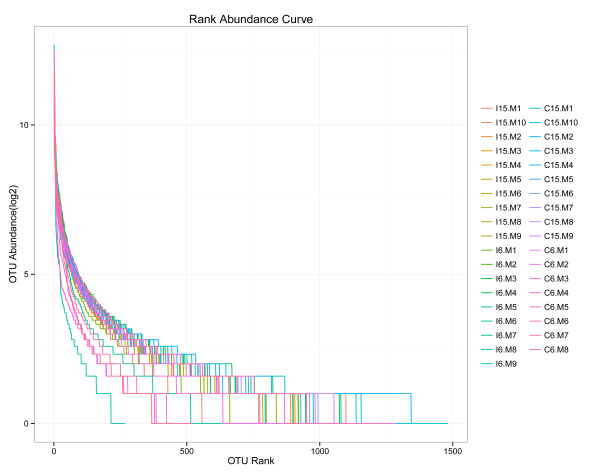 Rank Abundance Curve
OTU Abundance(log2)
10
5
0
0
500
1000
1500
OTU Rank
I15.M1
I15.M10
I15.M2
I15.M3
I15.M4
I15.M5
I15.M6
I15.M7
I15.M8
I15.M9
I6.M1
I6.M2
I6.M3
I6.M4
I6.M5
I6.M6
I6.M7
I6.M8
I6.M9
C15.M1
C15.M10
C15.M2
C15.M3
C15.M4
C15.M5
C15.M6
C15.M7
C15.M8
C15.M9
C6.M1
C6.M2
C6.M3
C6.M4
C6.M5
C6.M6
C6.M7
C6.M8